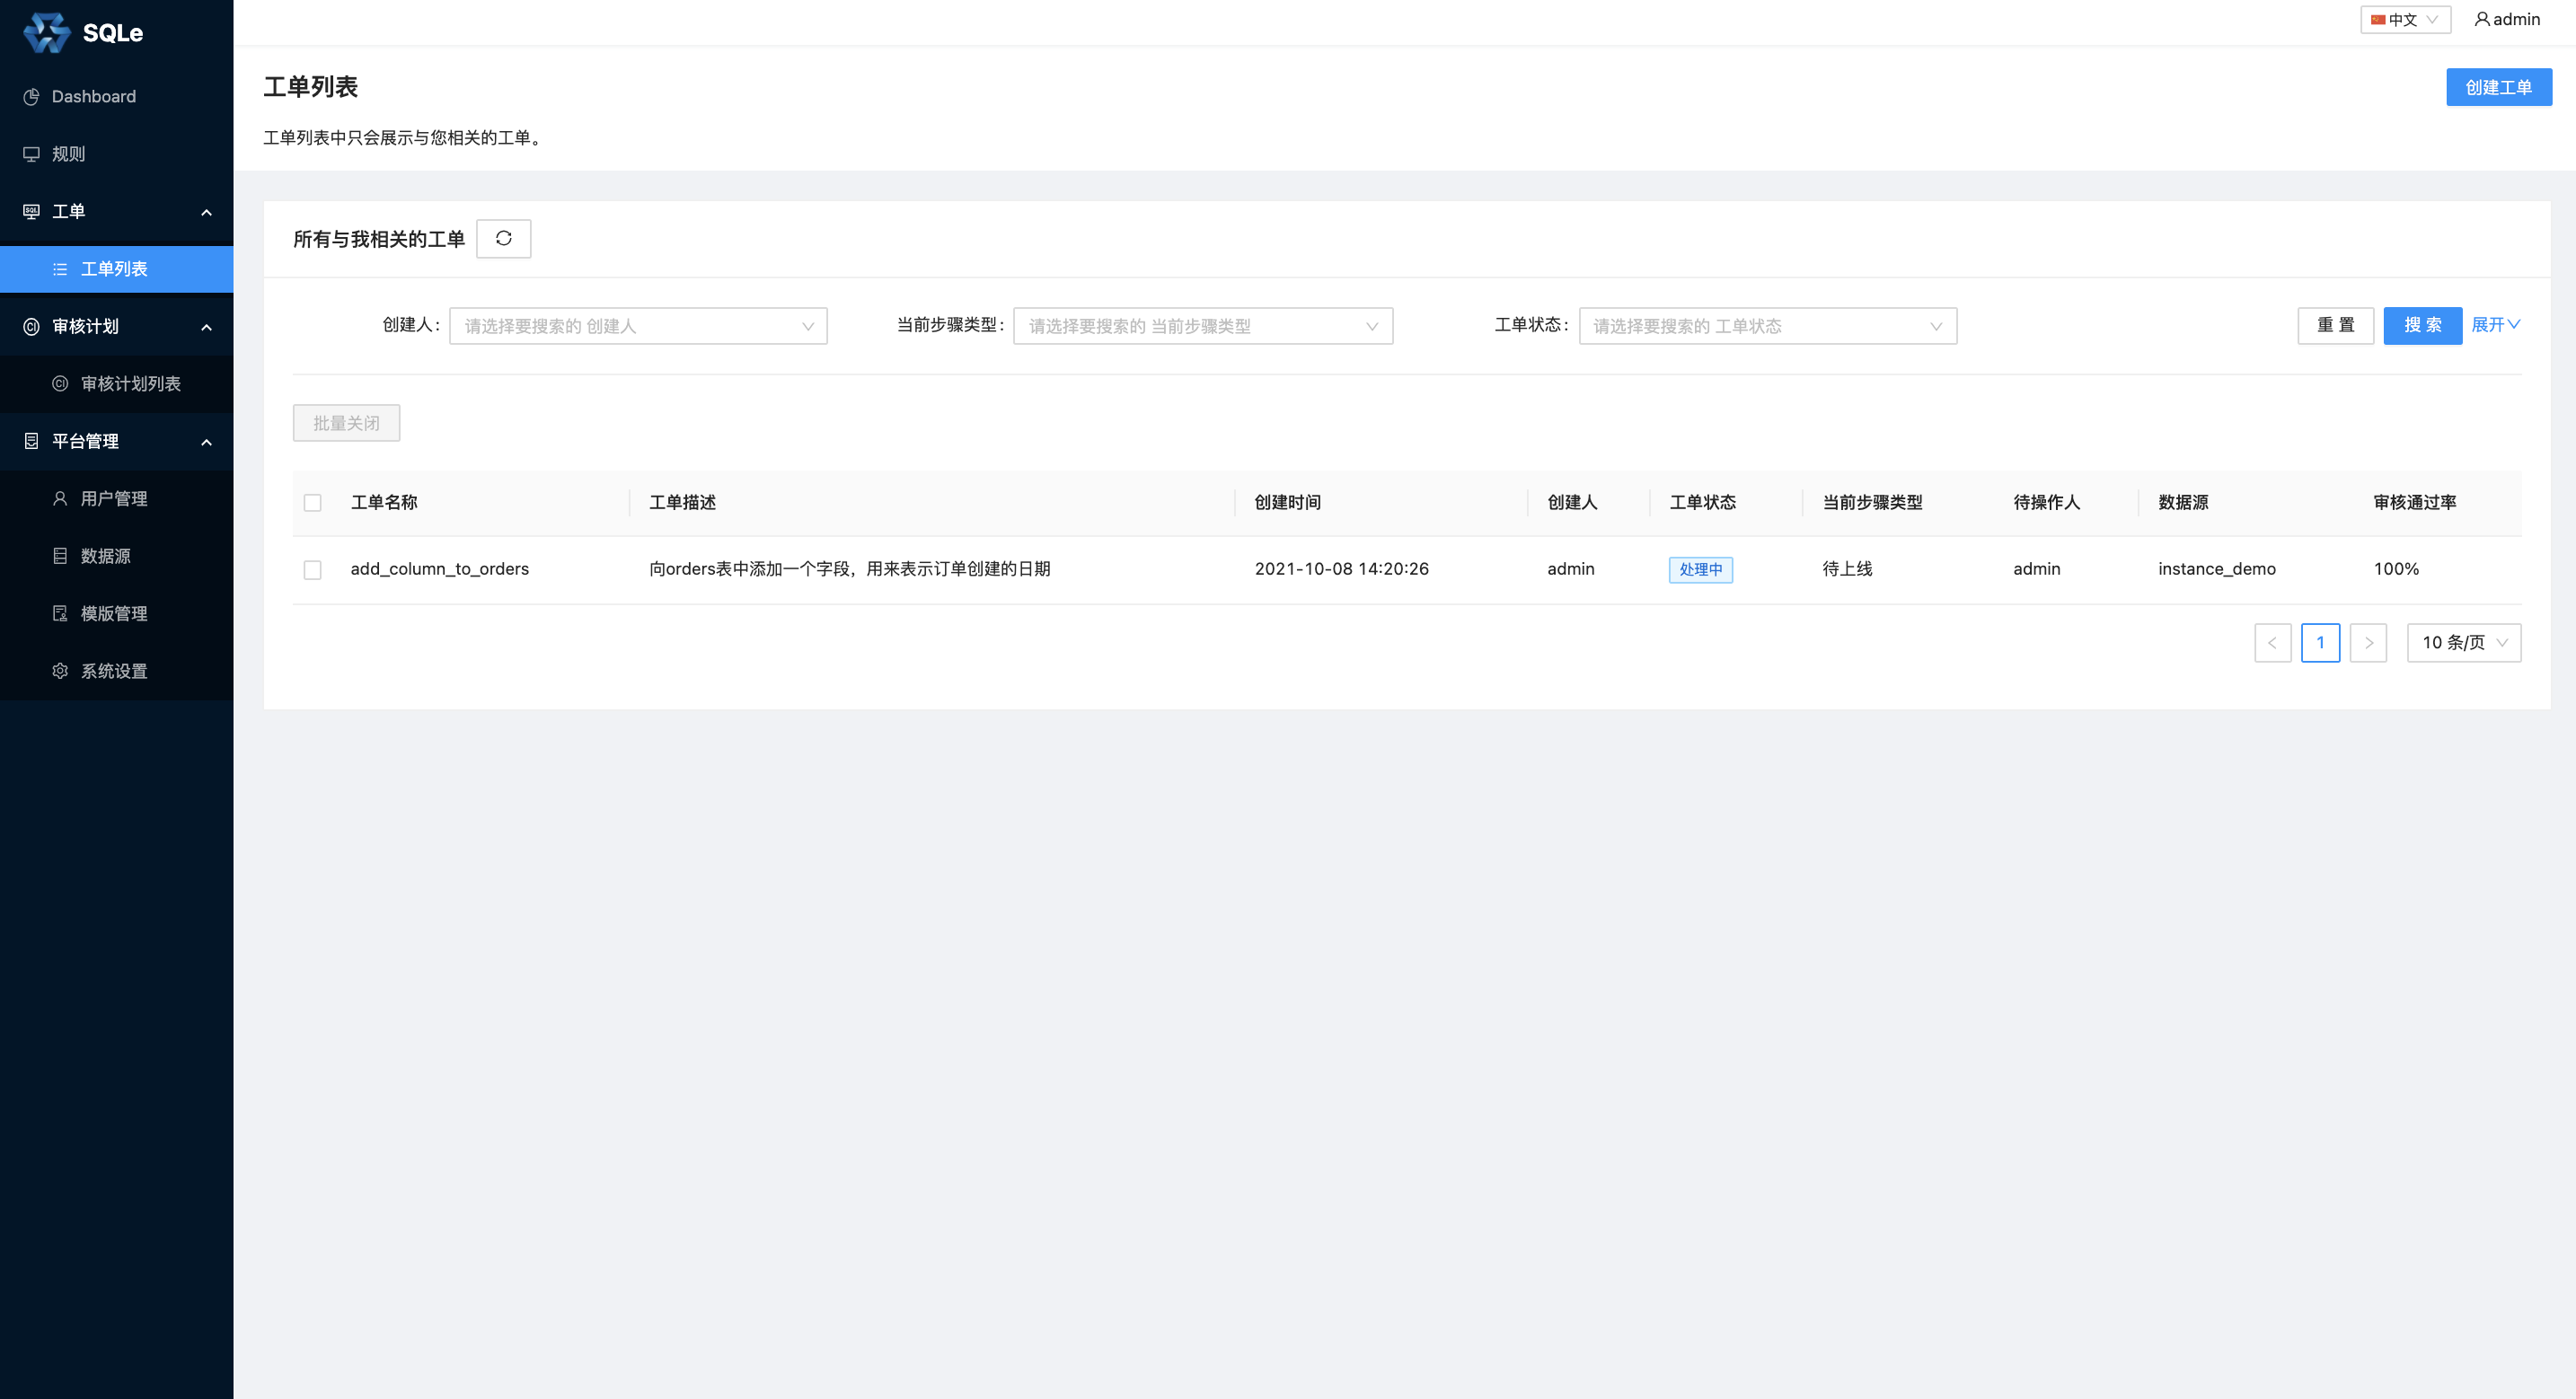 SQLe
中文
admin
Dashboard
规则
工单
工单列表
审核计划
审核计划列表
平台管理
用户管理
数据源
模版管理
系统设置
工单列表
创建工单
工单列表中只会展示与您相关的工单。
所有与我相关的工单
创建人: 请选择要搜索的 创建人 当前步骤类型: 请选择要搜索的 当前步骤类型 工单状态: 请选择要搜索的 工单状态 重 置 搜 索 展开
批量关闭
工单名称 工单描述 创建时间 创建人 工单状态 当前步骤类型 待操作人 数据源 审核通过率
add_column_to_orders 向orders表中添加一个字段，用来表示订单创建的日期 2021-10-08 14:20:26 admin 处理中 待上线 admin instance_demo 100%
1 10 条/页